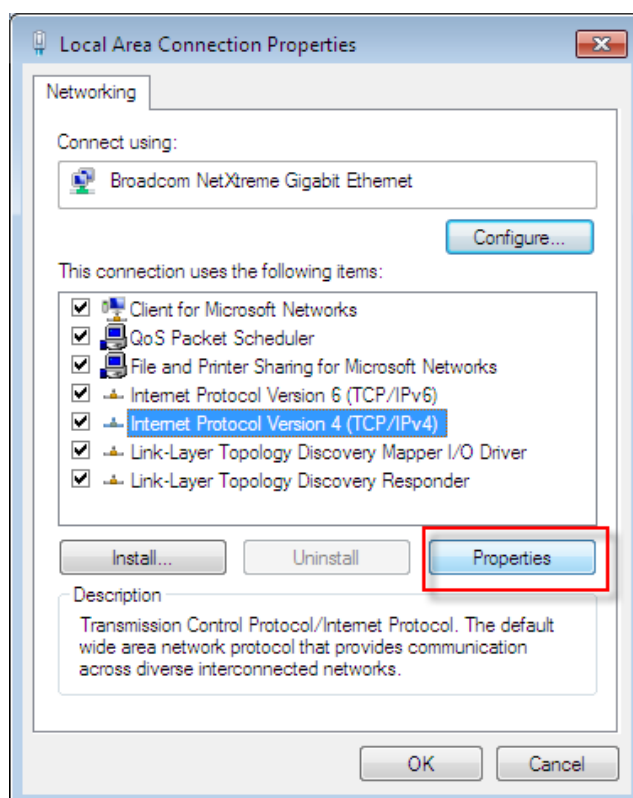 Local Area Connection Properties
Networking
Connect using:
Broadcom NetXtreme Gigabit Ethernet
Configure...
This connection uses the following items:
Client for Microsoft Networks
QoS Packet Scheduler
File and Printer Sharing for Microsoft Networks
Internet Protocol Version 6 (TCP/IPv6)
Internet Protocol Version 4 (TCP/IPv4)
Link-Layer Topology Discovery Mapper I/O Driver
Link-Layer Topology Discovery Responder
Install...
Uninstall
Properties
Description
Transmission Control Protocol/Internet Protocol. The default
wide area network protocol that provides communication
across diverse interconnected networks.
OK
Cancel